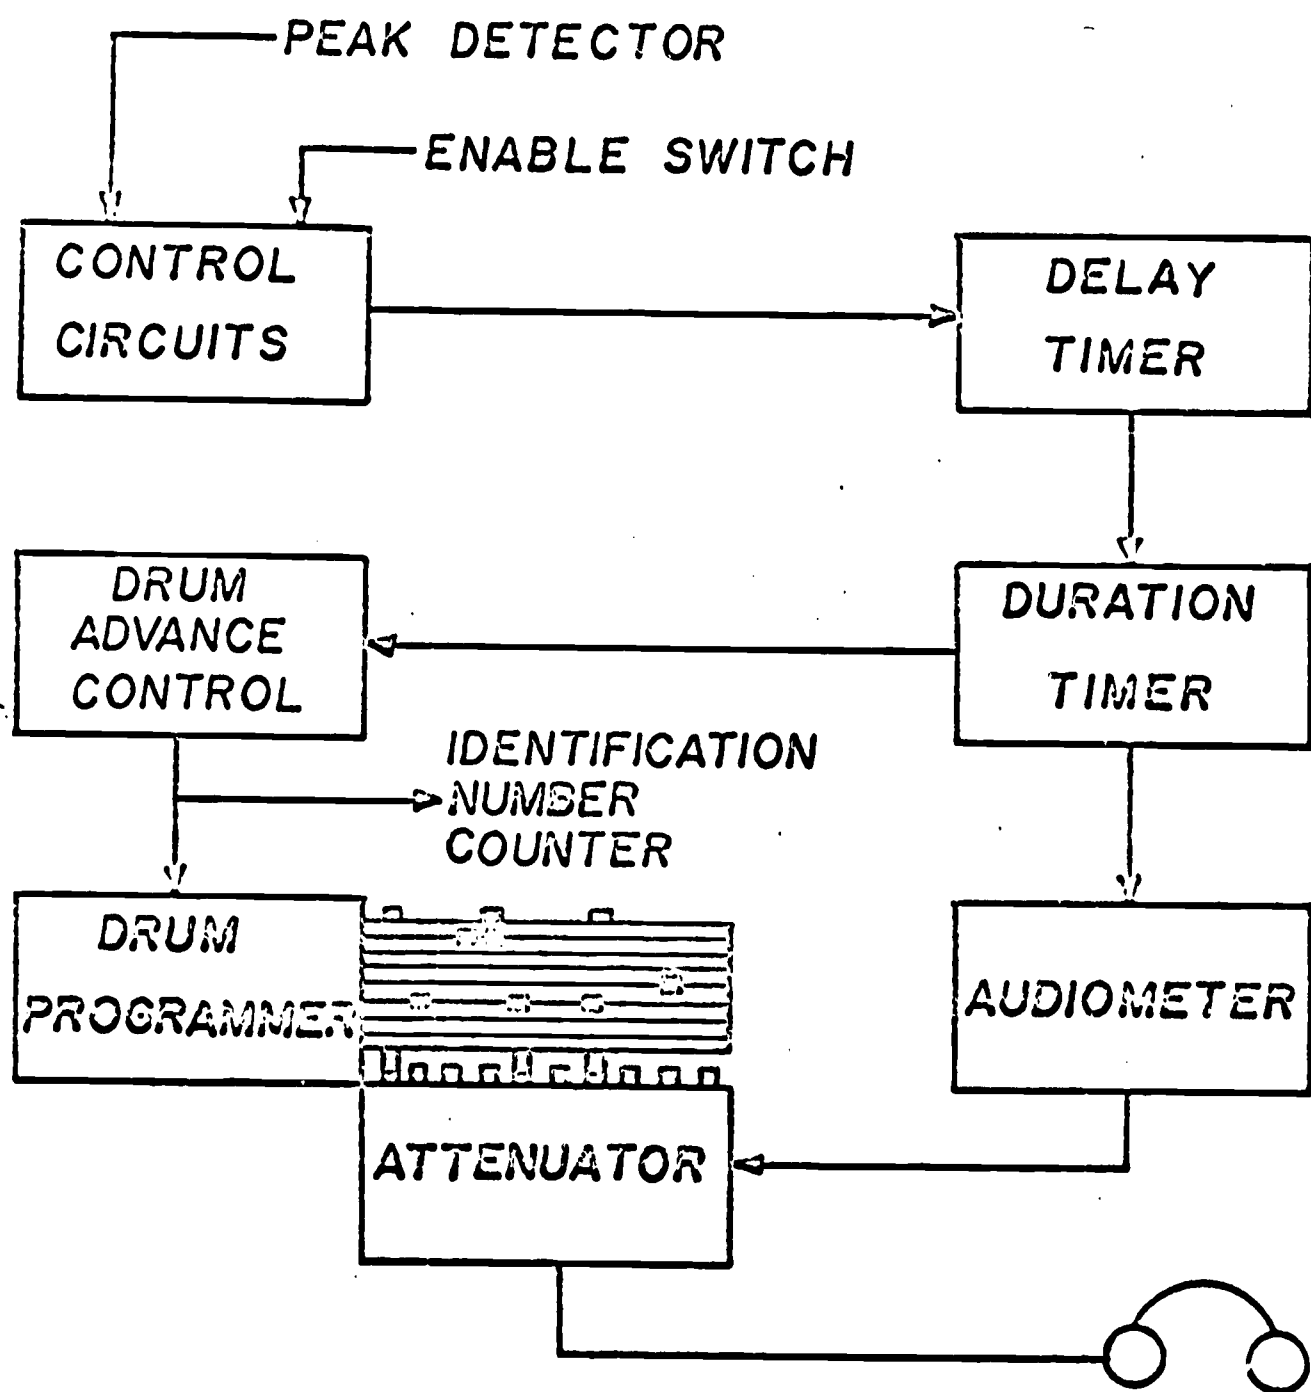 PEAK DETECTOR
ENABLE SWITCH
CONTROL
CIRCUITS
DELAY
TIMER
DRUM
ADVANCE
CONTROL
DURATION
TIMER
IDENTIFICATION
NUMBER
COUNTER
DRUM
PROGRAMMER
AUDIOMETER
ATTENUATOR